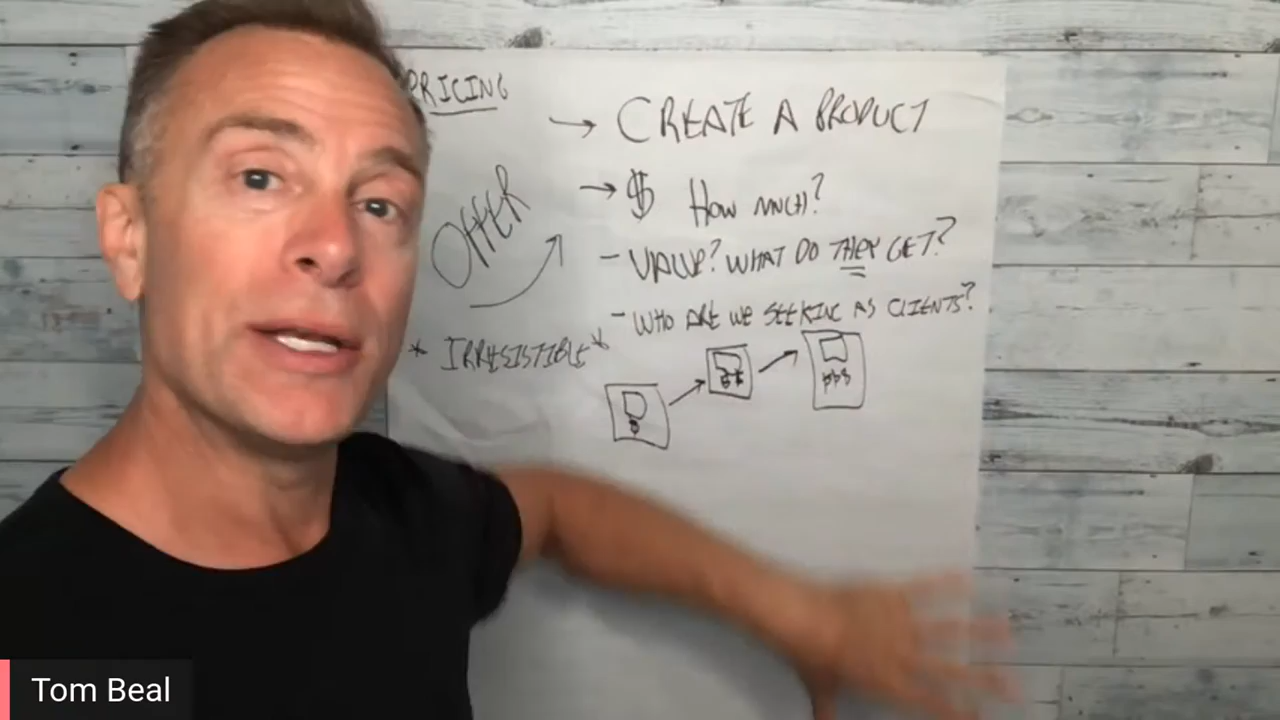 PRICING
→ CREATE A PRODUCT
OFFER
→ $ HOW MUCH?
- VALUE? WHAT DO THEY GET?
- WHO ARE WE SEEKING AS CLIENTS?
* IRRESISTIBLE *
Tom Beal